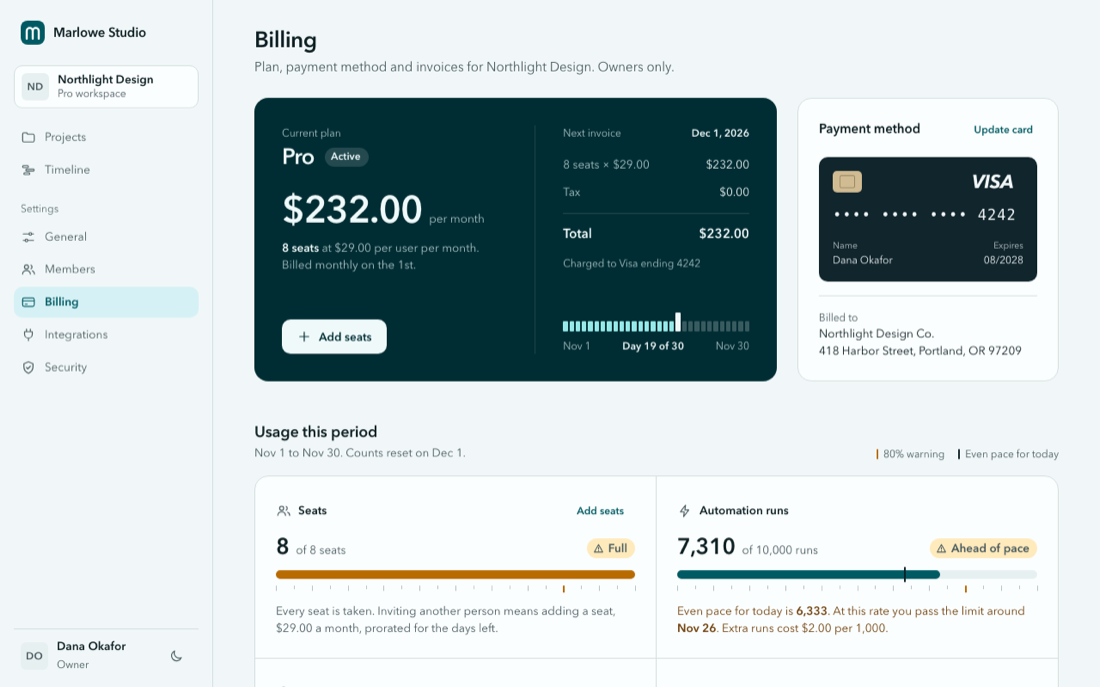 Marlowe Studio
ND
Northlight Design
Pro workspace
Projects
Timeline
Settings
General
Members
Billing
Integrations
Security
DO
Dana Okafor
Owner
Billing
Plan, payment method and invoices for Northlight Design. Owners only.
Current plan
Pro
Active
$232.00 per month
8 seats at $29.00 per user per month.
Billed monthly on the 1st.
Add seats
Next invoice Dec 1, 2026
8 seats × $29.00 $232.00
Tax $0.00
Total $232.00
Charged to Visa ending 4242
Nov 1 Day 19 of 30 Nov 30
Payment method Update card
VISA
•••• •••• •••• 4242
Name Expires
Dana Okafor 08/2028
Billed to
Northlight Design Co.
418 Harbor Street, Portland, OR 97209
Usage this period
Nov 1 to Nov 30. Counts reset on Dec 1.
80% warning Even pace for today
Seats Add seats
8 of 8 seats Full
Every seat is taken. Inviting another person means adding a seat,
$29.00 a month, prorated for the days left.
Automation runs
7,310 of 10,000 runs Ahead of pace
Even pace for today is 6,333. At this rate you pass the limit around
Nov 26. Extra runs cost $2.00 per 1,000.